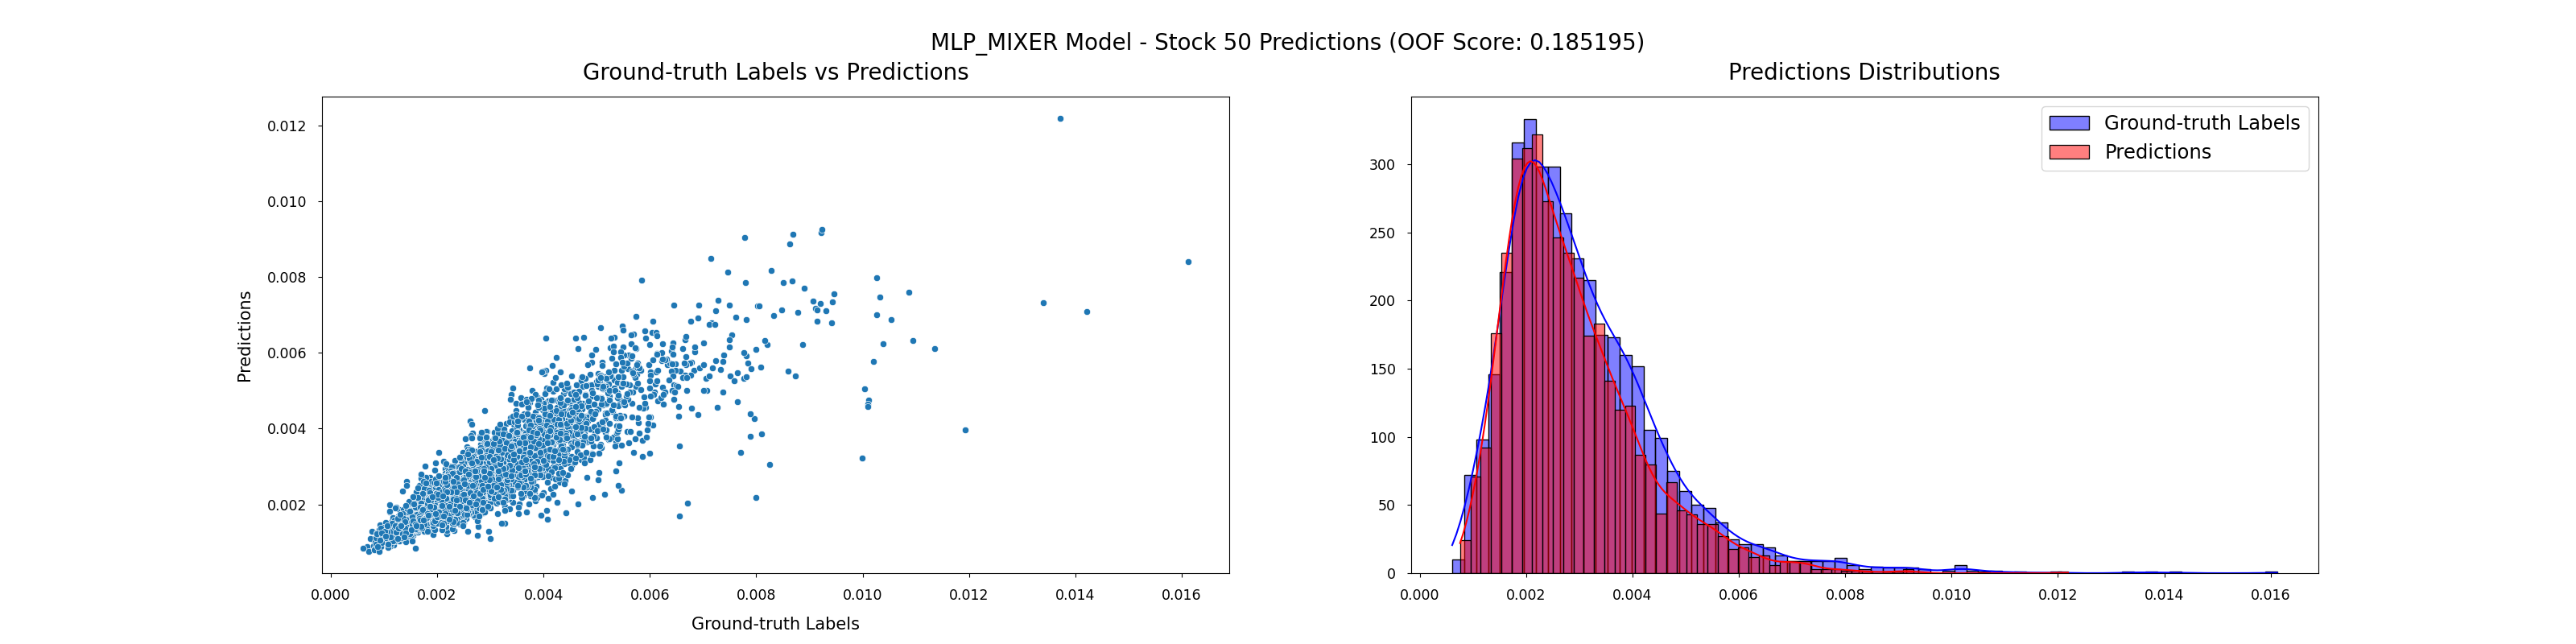 MLP_MIXER Model - Stock 50 Predictions (OOF Score: 0.185195)
Ground-truth Labels vs Predictions
Predictions
0.012
0.010
0.008
0.006
0.004
0.002
0.000 0.002 0.004 0.006 0.008 0.010 0.012 0.014 0.016
Ground-truth Labels
Predictions Distributions
Ground-truth Labels
Predictions
300
250
200
150
100
50
0
0.000 0.002 0.004 0.006 0.008 0.010 0.012 0.014 0.016